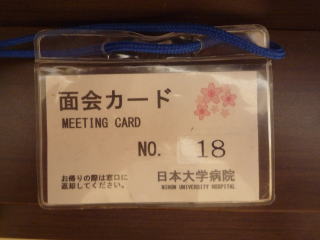 面会カード
MEETING CARD
NO. 18
お帰りの際は窓口に
返却してください。
日本大学病院
NIHON UNIVERSITY HOSPITAL